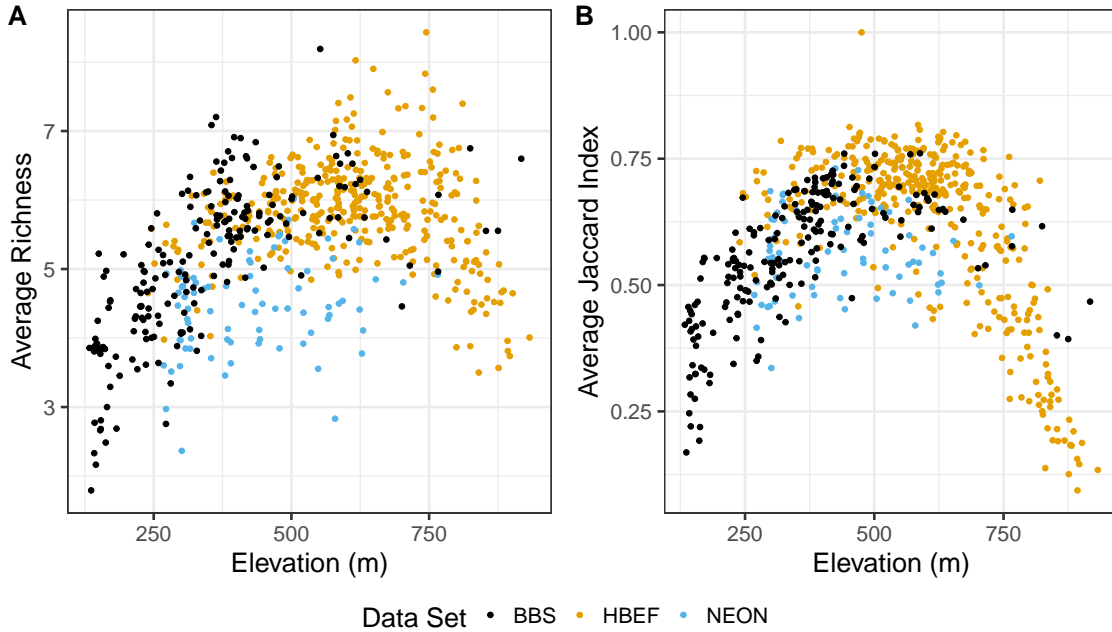 A
B
Average Richness
7
5
3
250
500
750
Elevation (m)
Average Jaccard Index
1.00
0.75
0.50
0.25
250
500
750
Elevation (m)
Data Set BBS HBEF NEON